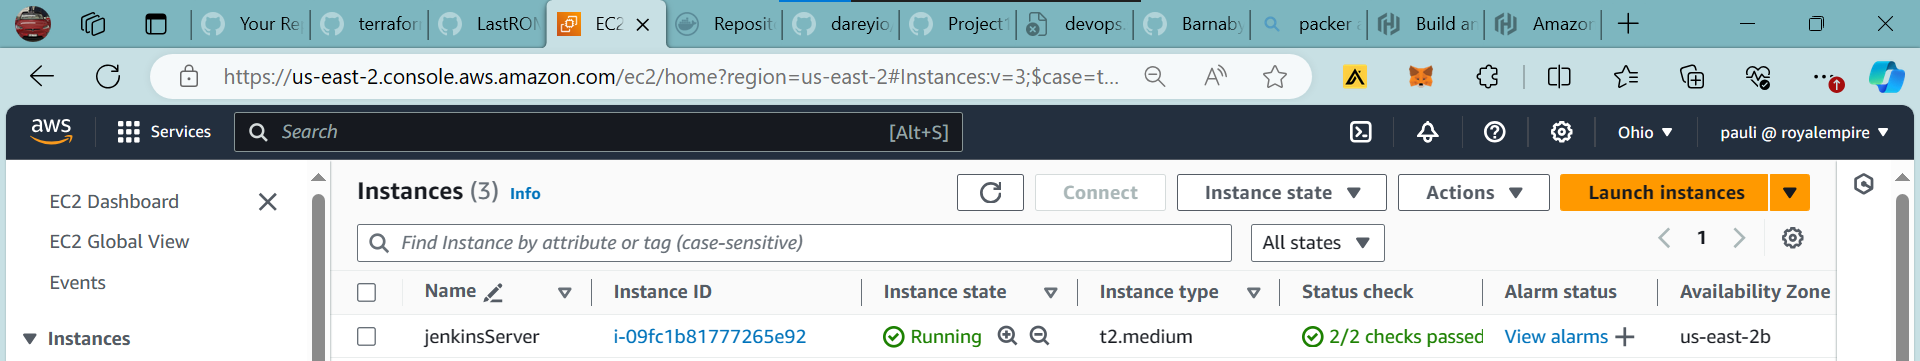 Your Re
terrafor
LastRON
EC2
Reposit
dareyio
Project1
devops.
Barnaby
packer a
Build an
Amazon
https://us-east-2.console.aws.amazon.com/ec2/home?region=us-east-2#Instances:v=3;$case=t...
aws
Services
Search
[Alt+S]
Ohio
pauli @ royalempire
EC2 Dashboard
EC2 Global View
Events
Instances
Instances (3) Info
Connect
Instance state
Actions
Launch instances
Find Instance by attribute or tag (case-sensitive)
All states
1
Name
Instance ID
Instance state
Instance type
Status check
Alarm status
Availability Zone
jenkinsServer
i-09fc1b81777265e92
Running
t2.medium
2/2 checks passed
View alarms
us-east-2b